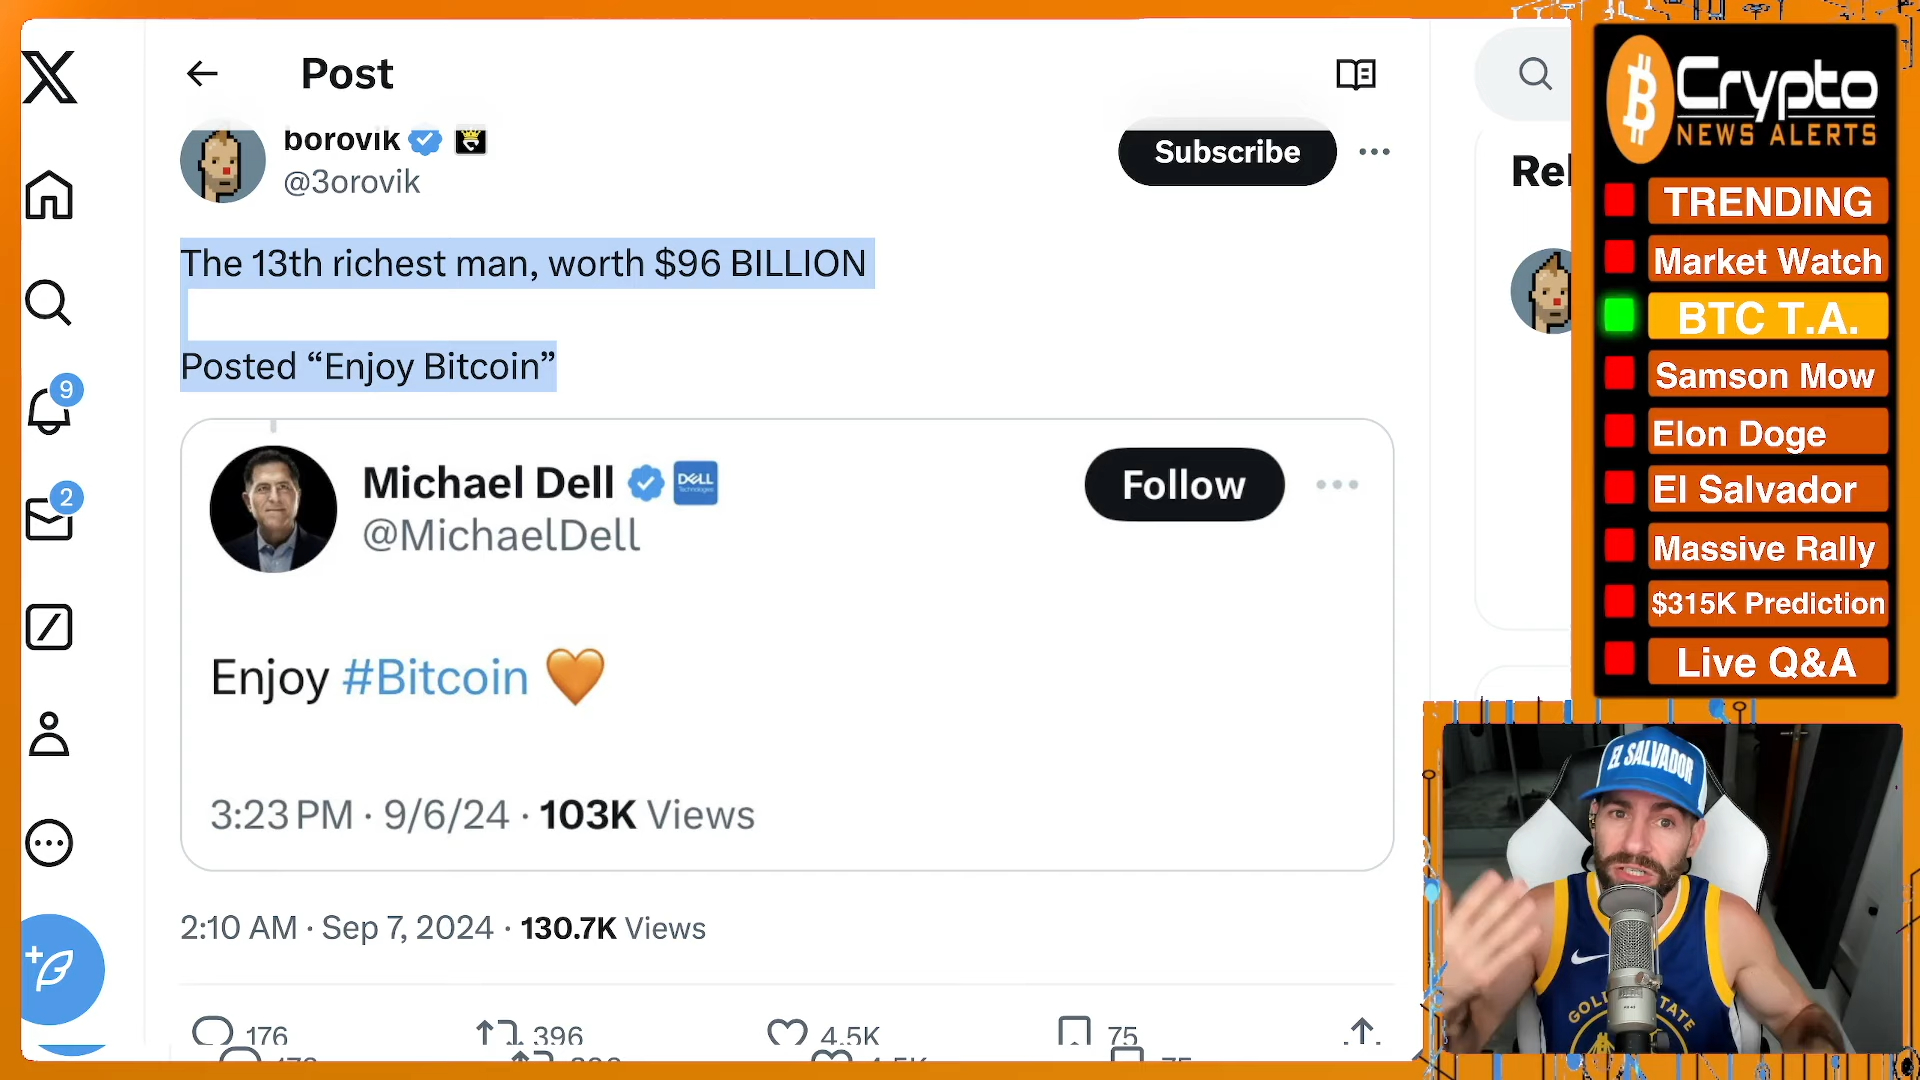 Post
borovik
@3orovik
Subscribe
The 13th richest man, worth $96 BILLION
Posted “Enjoy Bitcoin”
Michael Dell
DELL
Technologies
@MichaelDell
Follow
Enjoy #Bitcoin 🧡
3:23 PM · 9/6/24 · 103K Views
2:10 AM · Sep 7, 2024 · 130.7K Views
176
396
4.5K
75
9
2
Rel
Crypto
NEWS ALERTS
TRENDING
Market Watch
BTC T.A.
Samson Mow
Elon Doge
El Salvador
Massive Rally
$315K Prediction
Live Q&A
EL SALVADOR